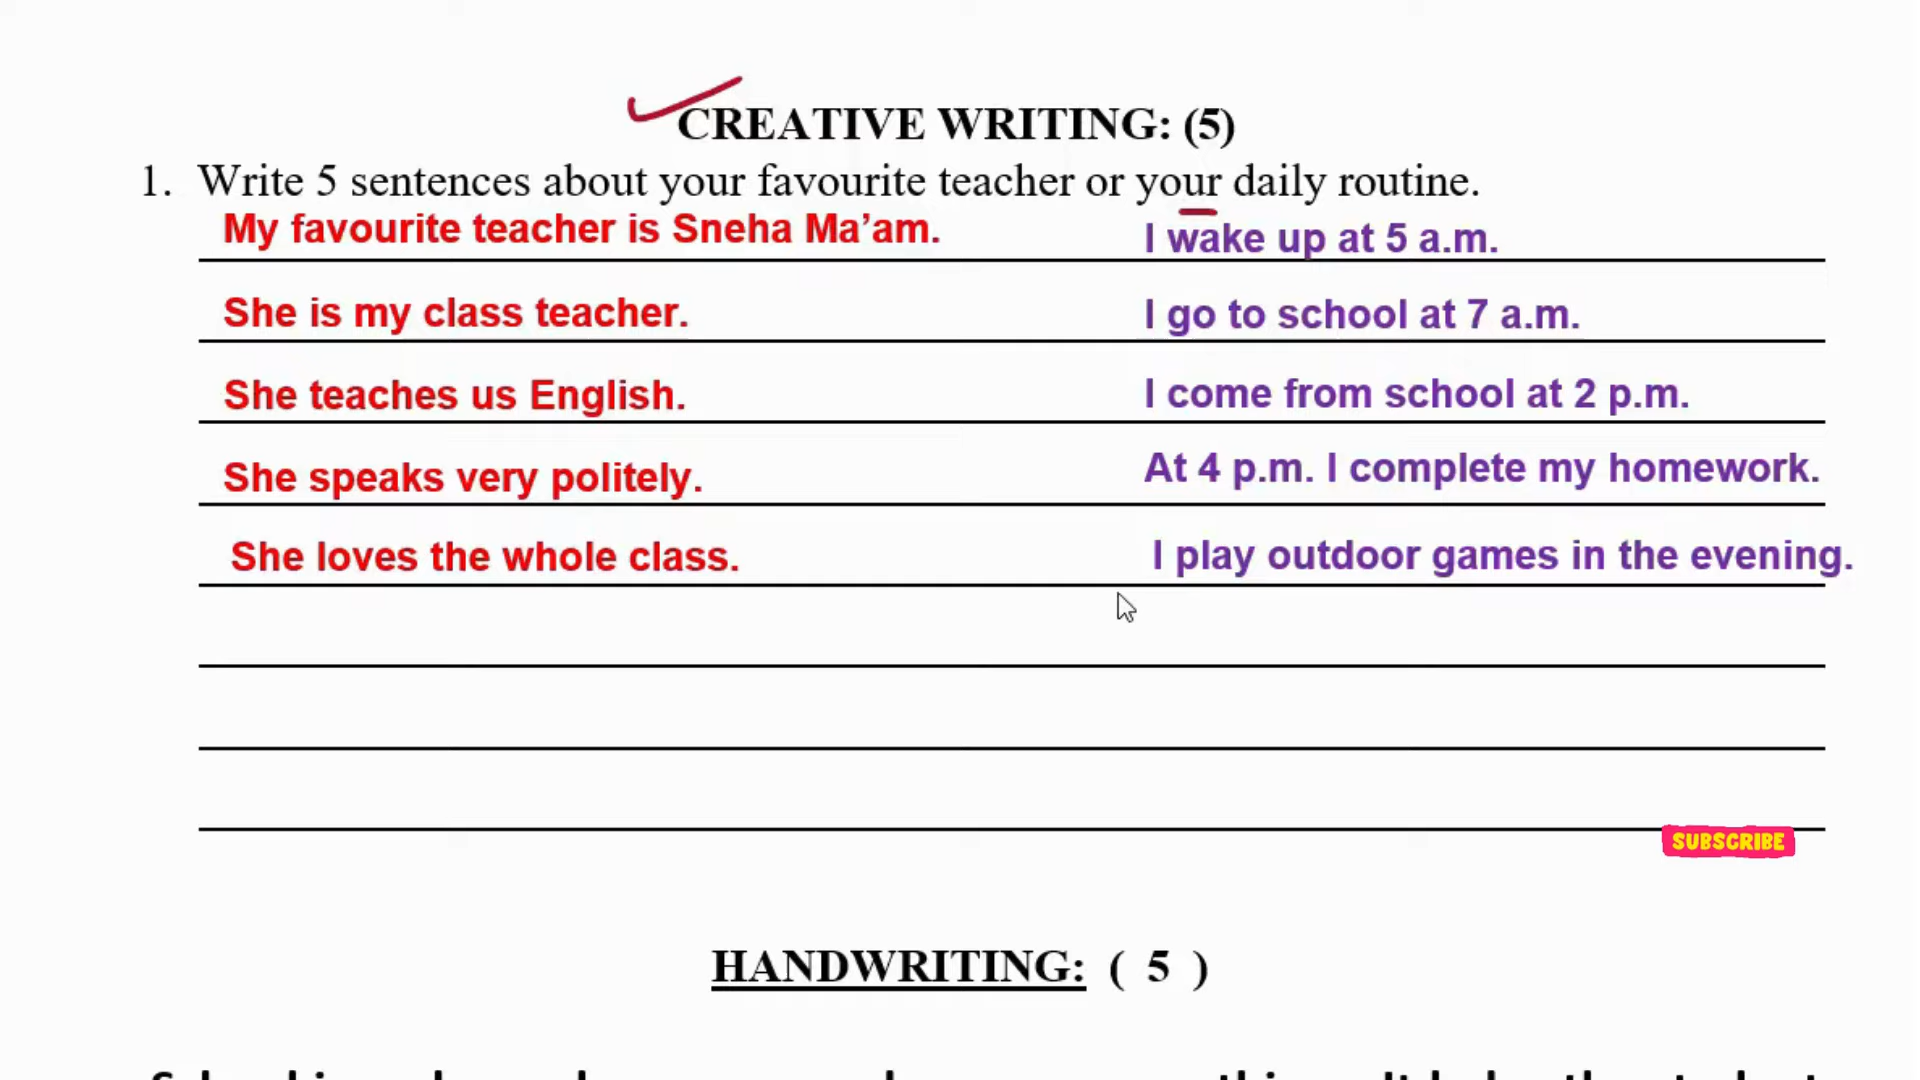 CREATIVE WRITING: (5)
1. Write 5 sentences about your favourite teacher or your daily routine.
My favourite teacher is Sneha Ma’am.
I wake up at 5 a.m.
She is my class teacher.
I go to school at 7 a.m.
She teaches us English.
I come from school at 2 p.m.
She speaks very politely.
At 4 p.m. I complete my homework.
She loves the whole class.
I play outdoor games in the evening.
SUBSCRIBE
HANDWRITING: ( 5 )